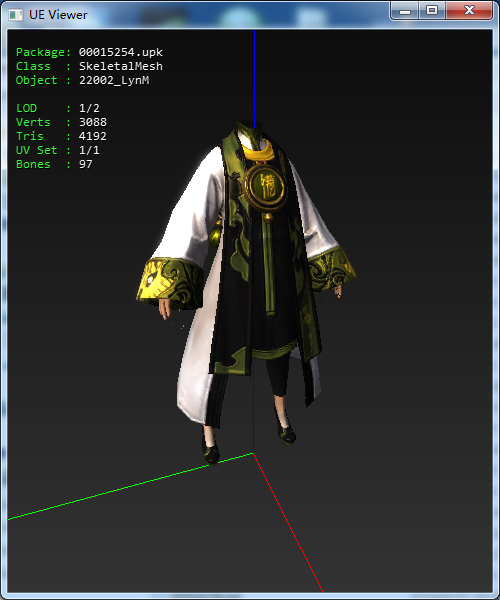 UE Viewer
Package: 00015254.upk
Class : SkeletalMesh
Object : 22002_LynM
LOD : 1/2
Verts : 3088
Tris : 4192
UV Set : 1/1
Bones : 97